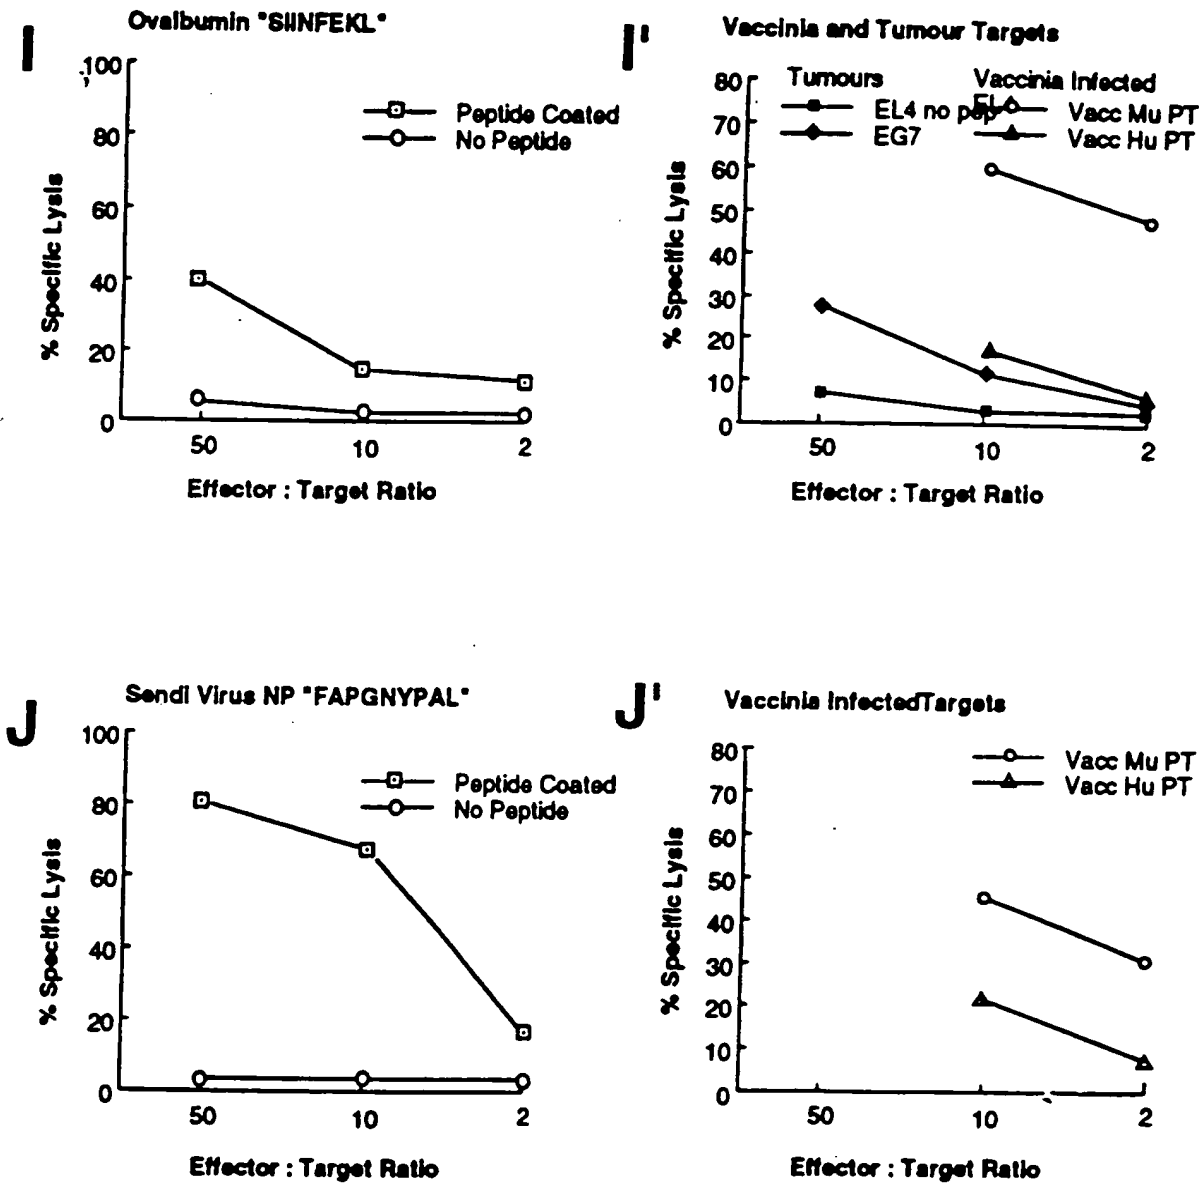 I
Ovalbumin "SIINFEKL"
100
80
60
40
20
0
% Specific Lysis
Peptide Coated
No Peptide
50 10 2
Effector : Target Ratio
I'
Vaccinia and Tumour Targets
80
70
60
50
40
30
20
10
0
% Specific Lysis
Tumours
EL4 no pep
EG7
Vaccinia Infected
Vacc Mu PT
Vacc Hu PT
50 10 2
Effector : Target Ratio
J
Sendi Virus NP "FAPGNYPAL"
100
80
60
40
20
0
% Specific Lysis
Peptide Coated
No Peptide
50 10 2
Effector : Target Ratio
J"
Vaccinia InfectedTargets
80
70
60
50
40
30
20
10
0
% Specific Lysis
Vacc Mu PT
Vacc Hu PT
50 10 2
Effector : Target Ratio